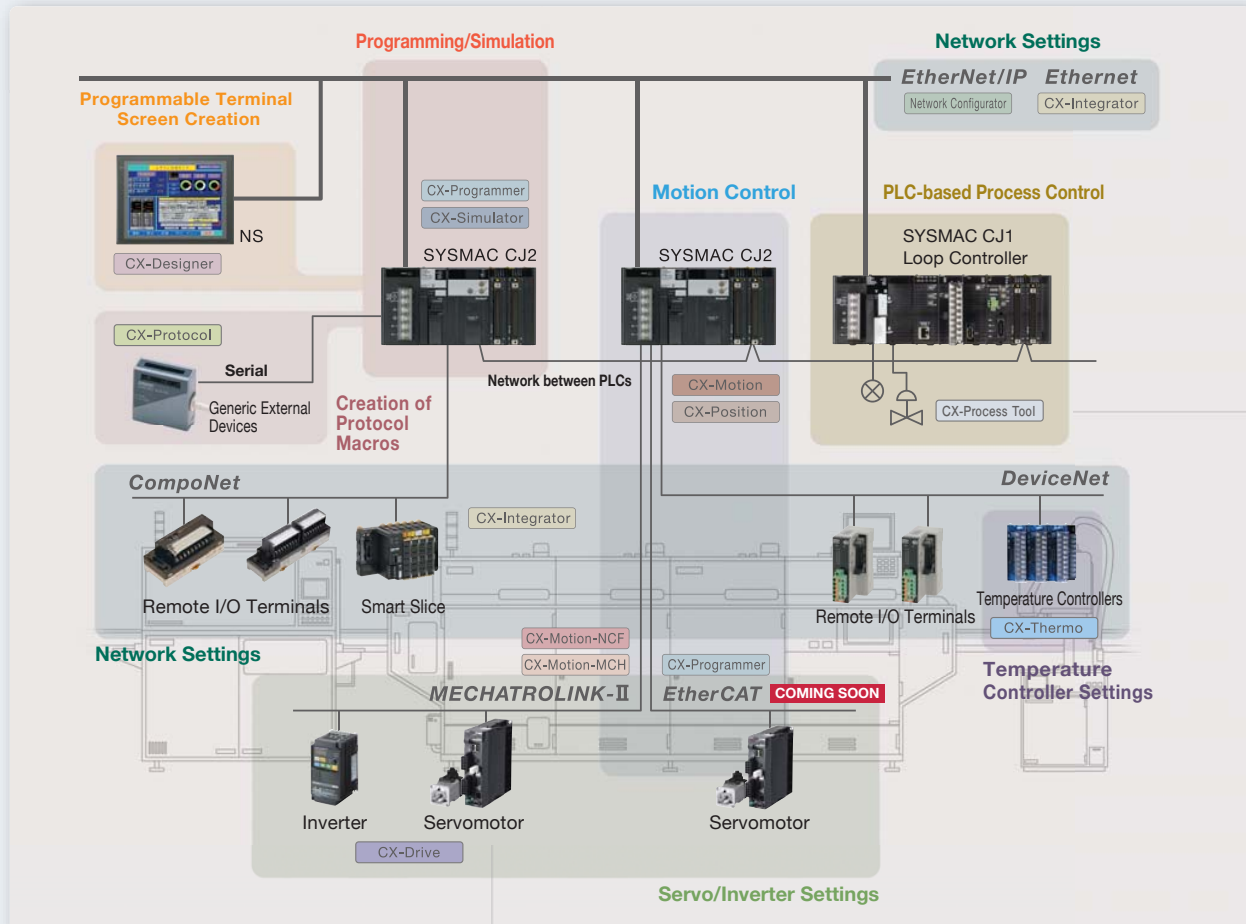 Programming/Simulation
Network Settings
EtherNet/IP Ethernet
Network Configurator CX-Integrator
Programmable Terminal
Screen Creation
NS
CX-Designer
CX-Programmer
CX-Simulator
SYSMAC CJ2
Motion Control
SYSMAC CJ2
PLC-based Process Control
SYSMAC CJ1
Loop Controller
CX-Protocol
Serial
Generic External
Devices
Creation of
Protocol
Macros
Network between PLCs
CX-Motion
CX-Position
CX-Process Tool
CompoNet
DeviceNet
CX-Integrator
Remote I/O Terminals
Smart Slice
Remote I/O Terminals
Temperature Controllers
CX-Thermo
Network Settings
Temperature
Controller Settings
CX-Motion-NCF
CX-Motion-MCH
CX-Programmer
MECHATROLINK-II
EtherCAT COMING SOON
Inverter
Servomotor
Servomotor
CX-Drive
Servo/Inverter Settings